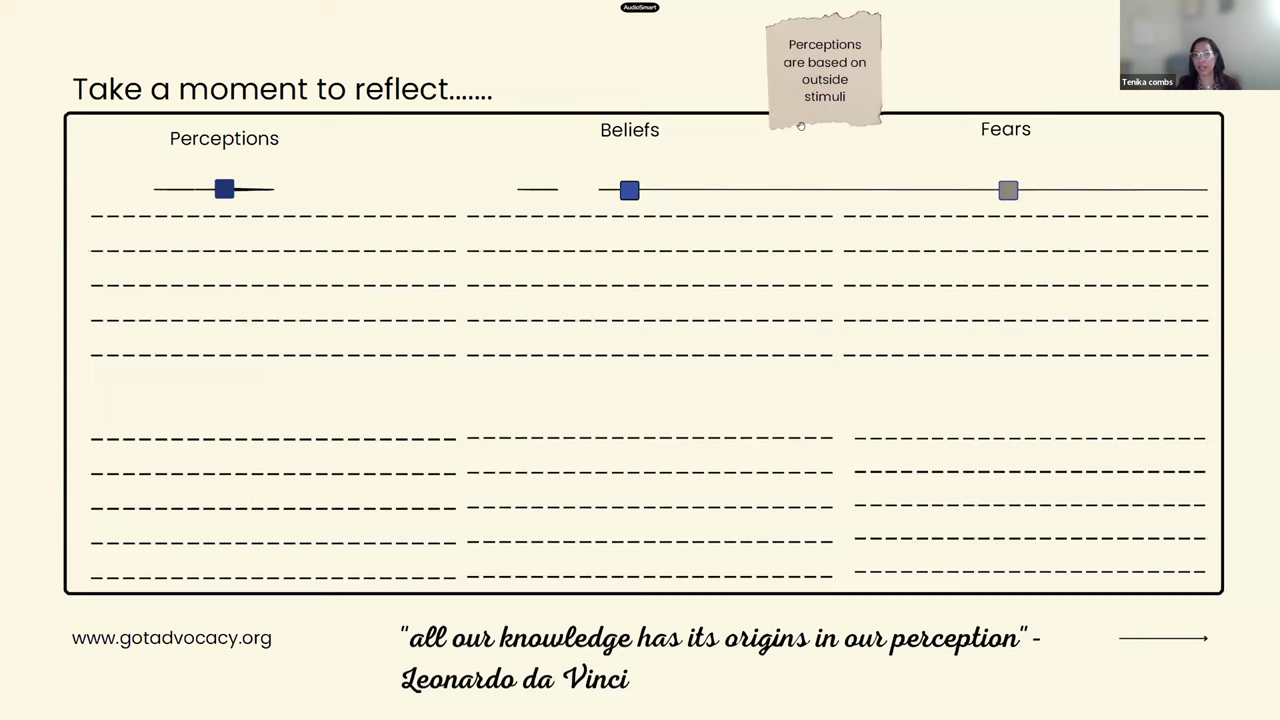 AudioSmart
Perceptions
are based on
outside
stimuli
Tenika combs
Take a moment to reflect.......
Perceptions
Beliefs
Fears
www.gotadvocacy.org
"all our knowledge has its origins in our perception" -
Leonardo da Vinci